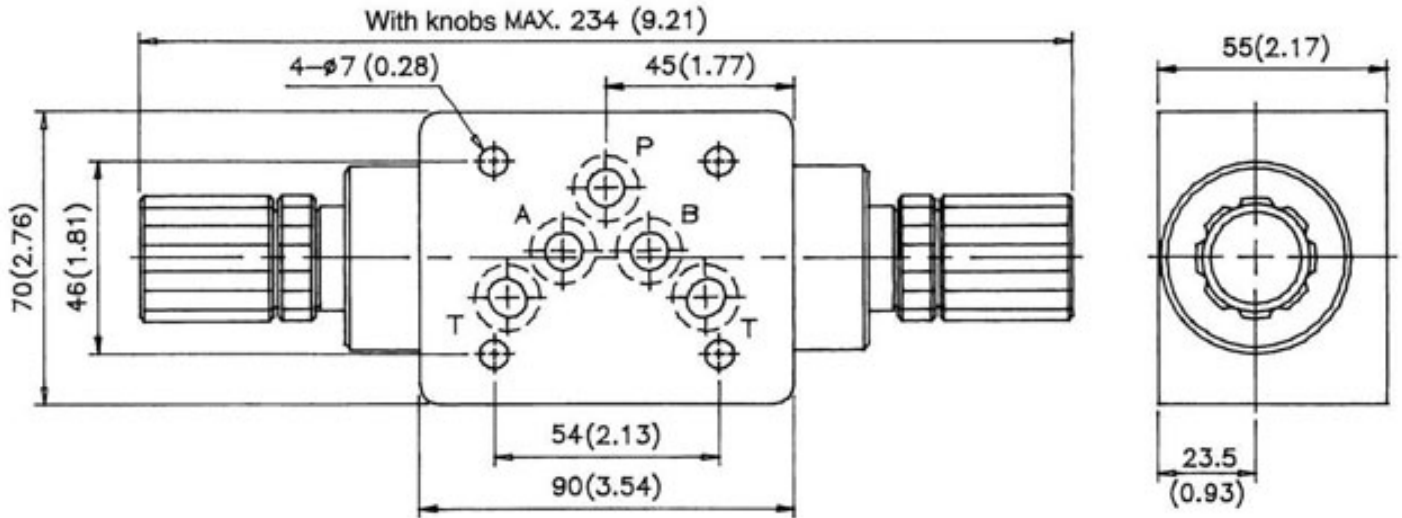 With knobs MAX. 234 (9.21)
4-ø7 (0.28)
45(1.77)
55(2.17)
P
A
B
70(2.76)
46(1.81)
T
T
54(2.13)
90(3.54)
23.5
(0.93)